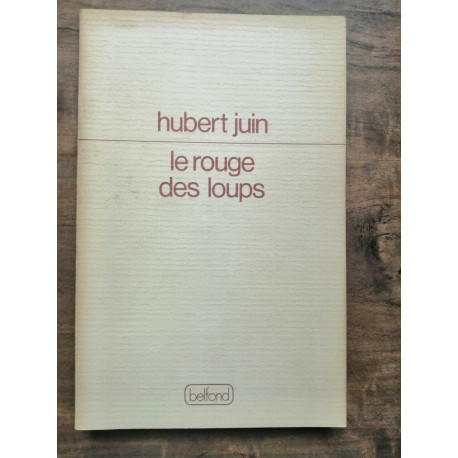 hubert juin
le rouge
des loups
belfond